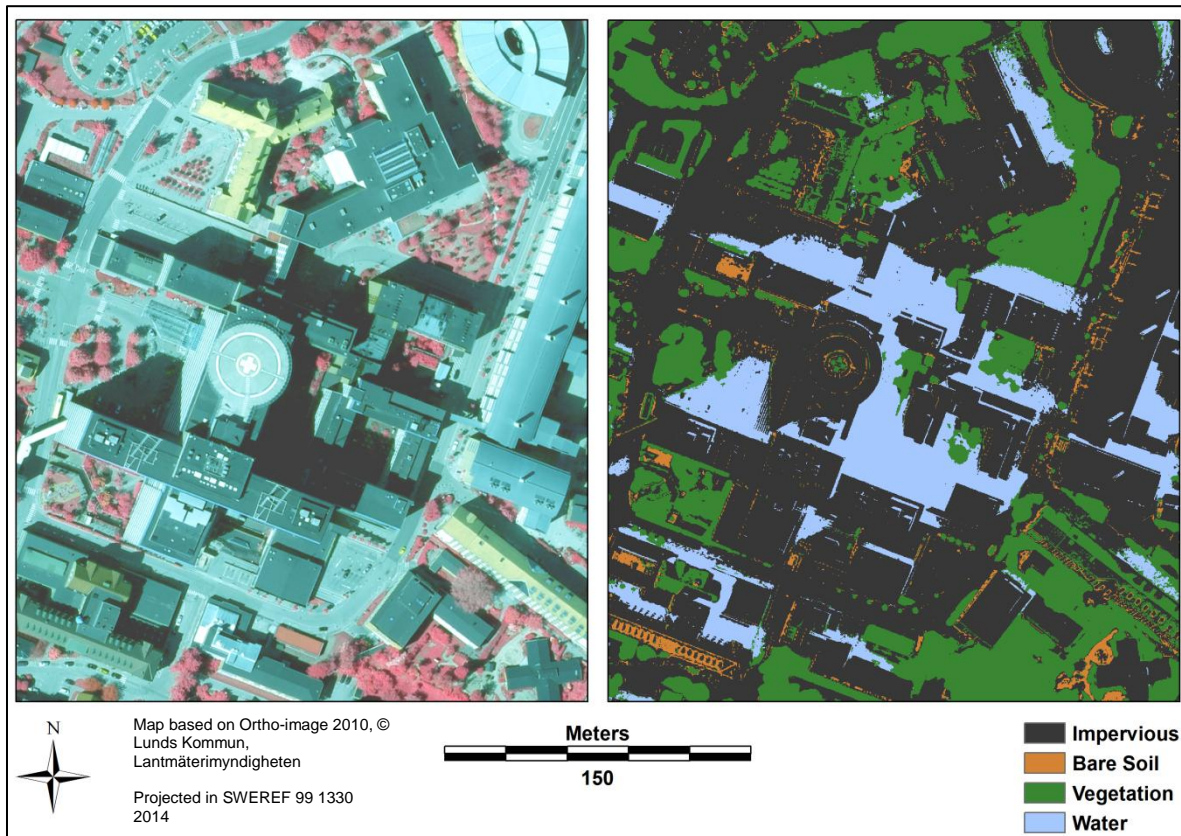 N
Map based on Ortho-image 2010, ©
Lunds Kommun,
Lantmäterimyndigheten
Projected in SWEREF 99 1330
2014
Meters
150
Impervious
Bare Soil
Vegetation
Water